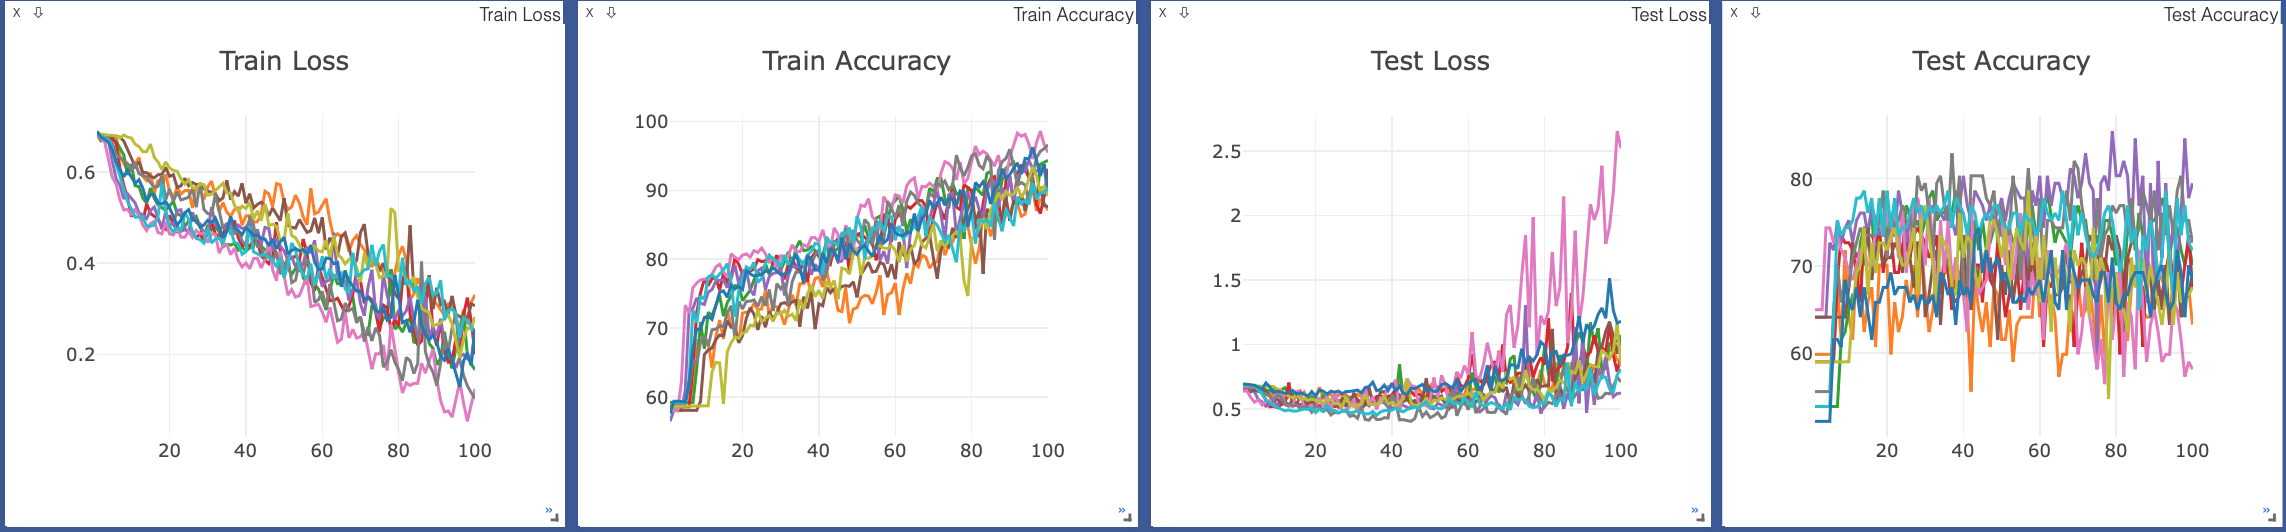 X ⇩ Train Loss
Train Loss
0.6
0.4
0.2
20 40 60 80 100
»
X ⇩ Train Accuracy
Train Accuracy
100
90
80
70
60
20 40 60 80 100
»
X ⇩ Test Loss
Test Loss
2.5
2
1.5
1
0.5
20 40 60 80 100
»
X ⇩ Test Accuracy
Test Accuracy
80
70
60
20 40 60 80 100
»